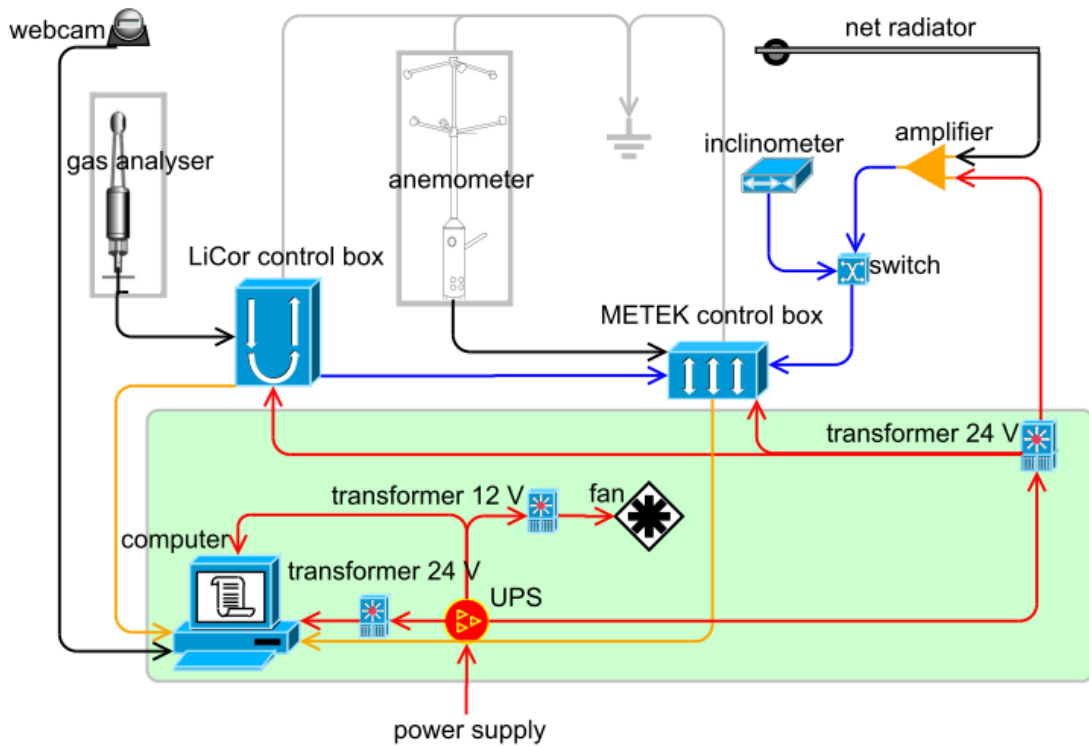 webcam
net radiator
amplifier
gas analyser
inclinometer
anemometer
LiCor control box
switch
METEK control box
transformer 24 V
transformer 12 V
fan
computer
transformer 24 V
UPS
power supply